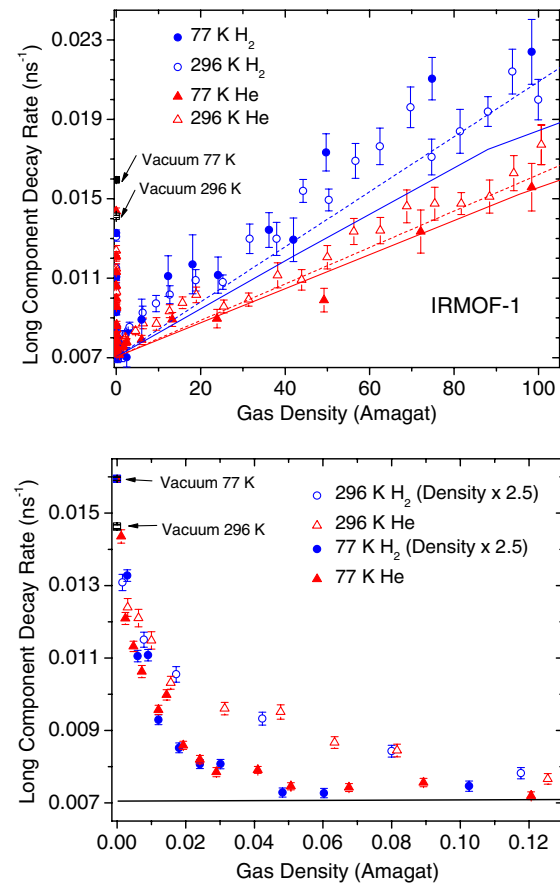 0.023
0.019
0.015
0.011
0.007
Long Component Decay Rate (ns⁻¹)
77 K H₂
296 K H₂
77 K He
296 K He
Vacuum 77 K
Vacuum 296 K
IRMOF-1
0 20 40 60 80 100
Gas Density (Amagat)
0.015
0.013
0.011
0.009
0.007
Long Component Decay Rate (ns⁻¹)
Vacuum 77 K
Vacuum 296 K
296 K H₂ (Density x 2.5)
296 K He
77 K H₂ (Density x 2.5)
77 K He
0.00 0.02 0.04 0.06 0.08 0.10 0.12
Gas Density (Amagat)